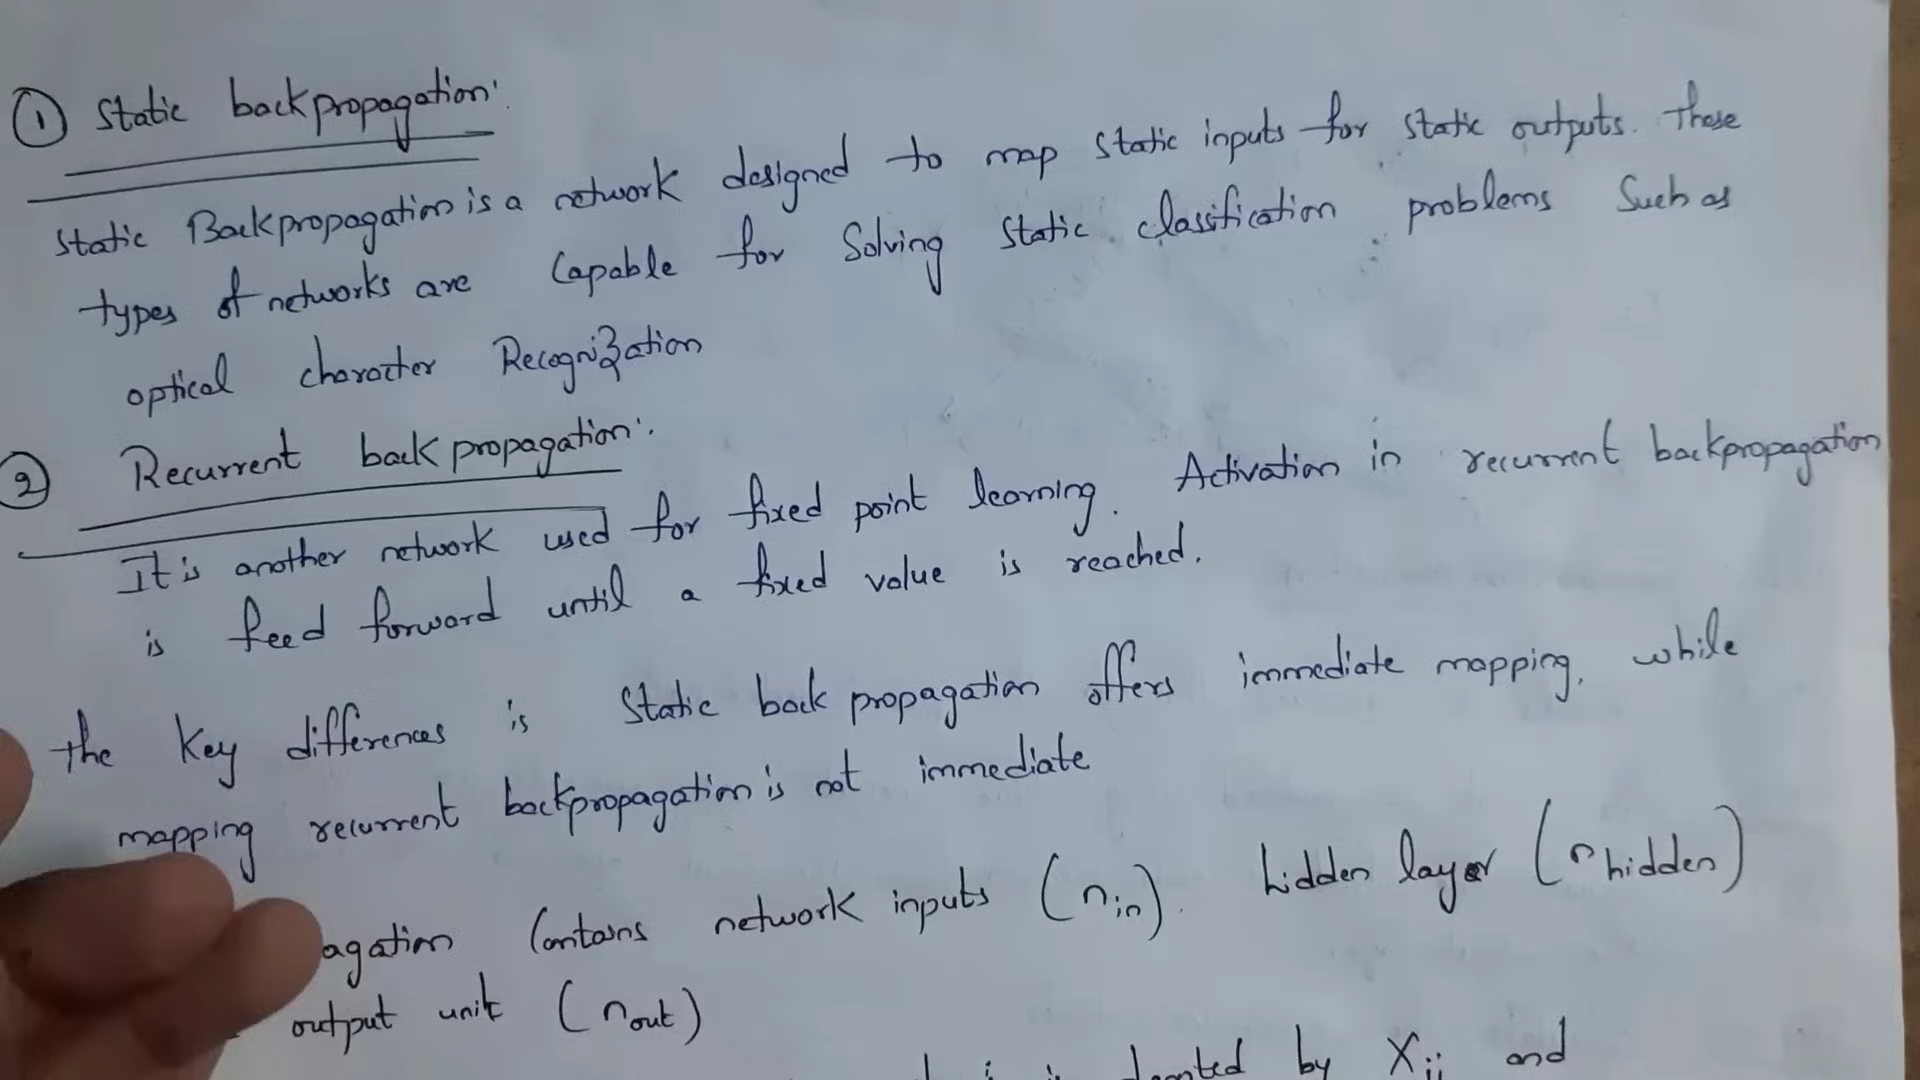 ① Static backpropagation:
Static Backpropagation is a network designed to map static inputs for static outputs. These
types of networks are Capable for Solving Static classification problems Such as
optical character Recognization
② Recurrent back propagation:
It is another network used for fixed point learning. Activation in recurrent backpropagation
is feed forward until a fixed value is reached.
the key differences is Static back propagation offers immediate mapping, while
mapping recurrent backpropagation is not immediate
agation Contains network inputs (n in). hidden layer (n hidden)
output unit (n out)
by Xji and